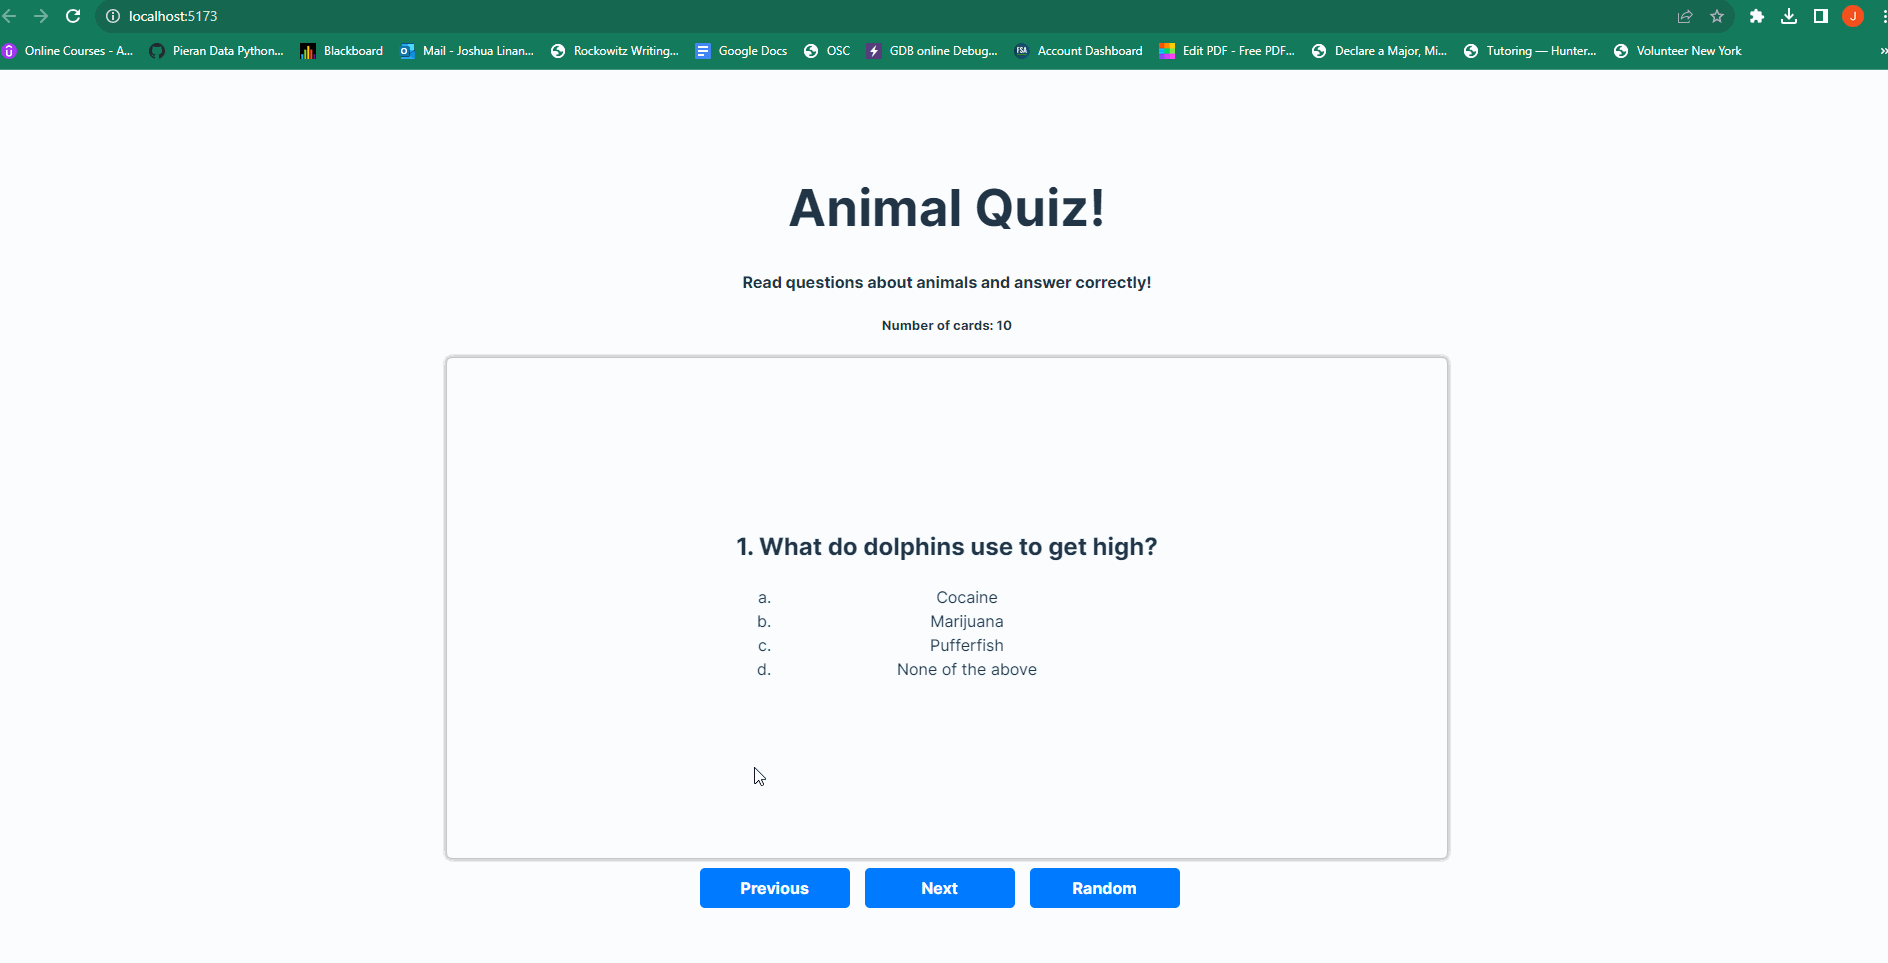 localhost:5173
J
Online Courses - A... Pieran Data Python... Blackboard Mail - Joshua Linan... Rockowitz Writing... Google Docs OSC GDB online Debug... FSA Account Dashboard Edit PDF - Free PDF... Declare a Major, Mi... Tutoring — Hunter... Volunteer New York »
Animal Quiz!
Read questions about animals and answer correctly!
Number of cards: 10
1. What do dolphins use to get high?
a. Cocaine
b. Marijuana
c. Pufferfish
d. None of the above
Previous Next Random